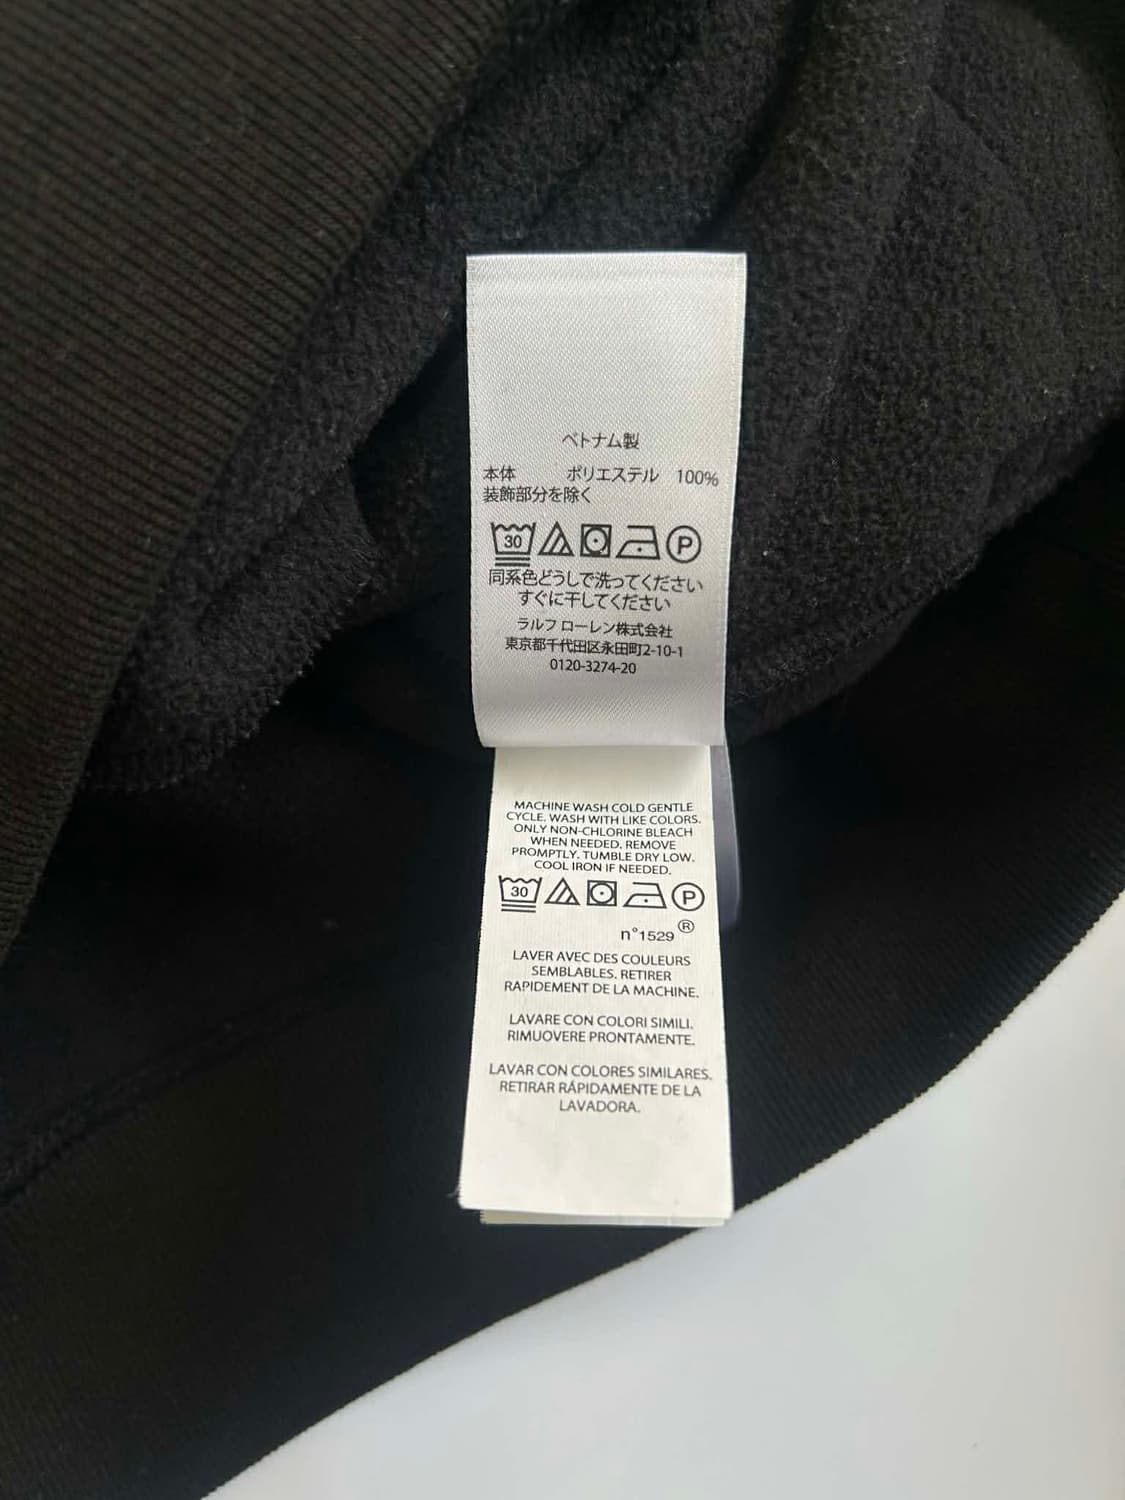 ベトナム製
本体 ポリエステル 100%
装飾部分を除く
30 P
同系色どうしで洗ってください
すぐに干してください
ラルフ ローレン株式会社
東京都千代田区永田町2-10-1
0120-3274-20
MACHINE WASH COLD GENTLE
CYCLE. WASH WITH LIKE COLORS.
ONLY NON-CHLORINE BLEACH
WHEN NEEDED. REMOVE
PROMPTLY. TUMBLE DRY LOW.
COOL IRON IF NEEDED.
30 P
n°1529 ®
LAVER AVEC DES COULEURS
SEMBLABLES. RETIRER
RAPIDEMENT DE LA MACHINE.
LAVARE CON COLORI SIMILI.
RIMUOVERE PRONTAMENTE.
LAVAR CON COLORES SIMILARES.
RETIRAR RÁPIDAMENTE DE LA
LAVADORA.